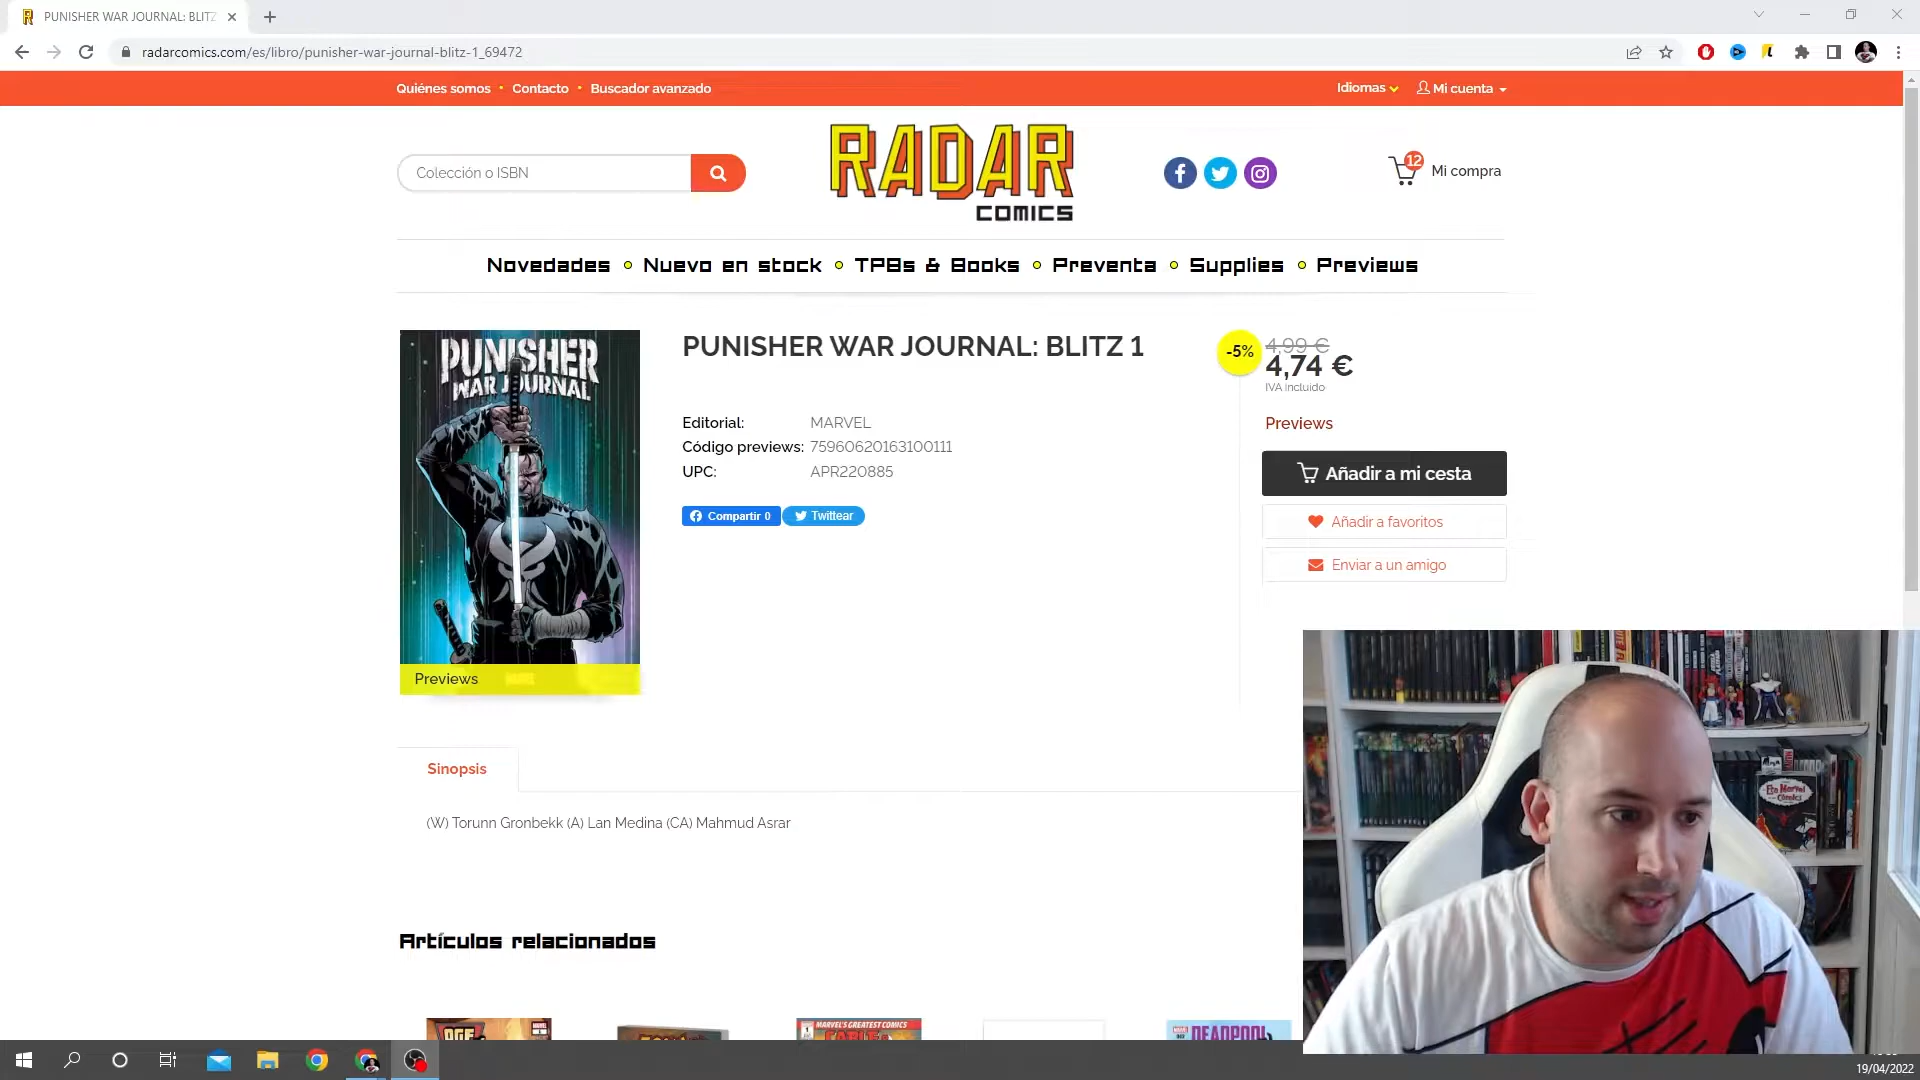 PUNISHER WAR JOURNAL: BLITZ
radarcomics.com/es/libro/punisher-war-journal-blitz-1_69472
Quiénes somos • Contacto • Buscador avanzado
Idiomas
Mi cuenta
Colección o ISBN
RADAR
COMICS
12
Mi compra
Novedades
Nuevo en stock
TPBs & Books
Preventa
Supplies
Previews
PUNISHER
WAR JOURNAL
Previews
PUNISHER WAR JOURNAL: BLITZ 1
Editorial: MARVEL
Código previews: 75960620163100111
UPC: APR220885
Compartir 0
Twittear
-5%
4,99 €
4,74 €
IVA incluido
Previews
Añadir a mi cesta
Añadir a favoritos
Enviar a un amigo
Sinopsis
(W) Torunn Gronbekk (A) Lan Medina (CA) Mahmud Asrar
Artículos relacionados
MARVEL'S GREATEST COMICS
DEADPOOL
19/04/2022